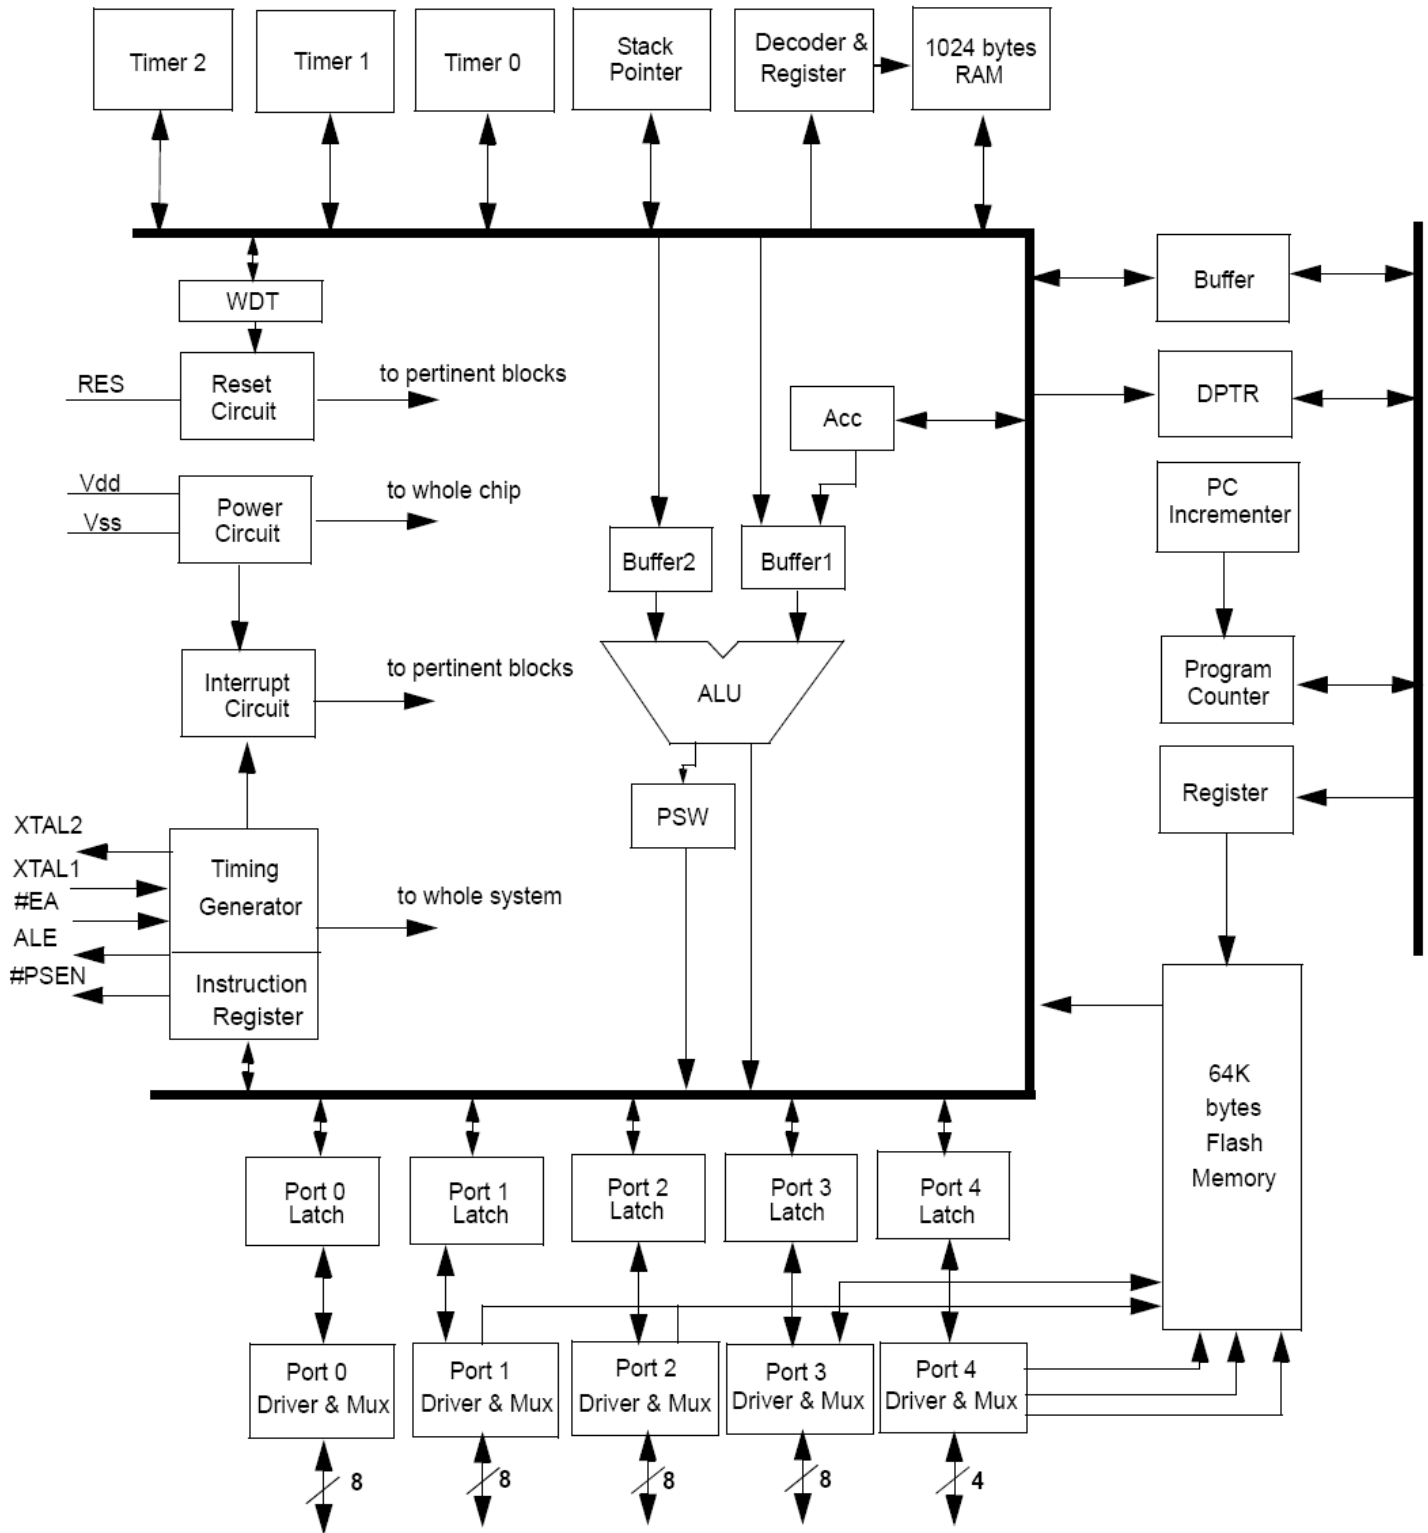 Timer 2
Timer 1
Timer 0
Stack
Pointer
Decoder &
Register
1024 bytes
RAM
WDT
RES
Reset
Circuit
to pertinent blocks
Vdd
Vss
Power
Circuit
to whole chip
Interrupt
Circuit
to pertinent blocks
XTAL2
XTAL1
#EA
ALE
#PSEN
Timing
Generator
Instruction
Register
to whole system
Acc
Buffer2
Buffer1
ALU
PSW
Buffer
DPTR
PC
Incrementer
Program
Counter
Register
64K
bytes
Flash
Memory
Port 0
Latch
Port 1
Latch
Port 2
Latch
Port 3
Latch
Port 4
Latch
Port 0
Driver & Mux
Port 1
Driver & Mux
Port 2
Driver & Mux
Port 3
Driver & Mux
Port 4
Driver & Mux
8
8
8
8
4